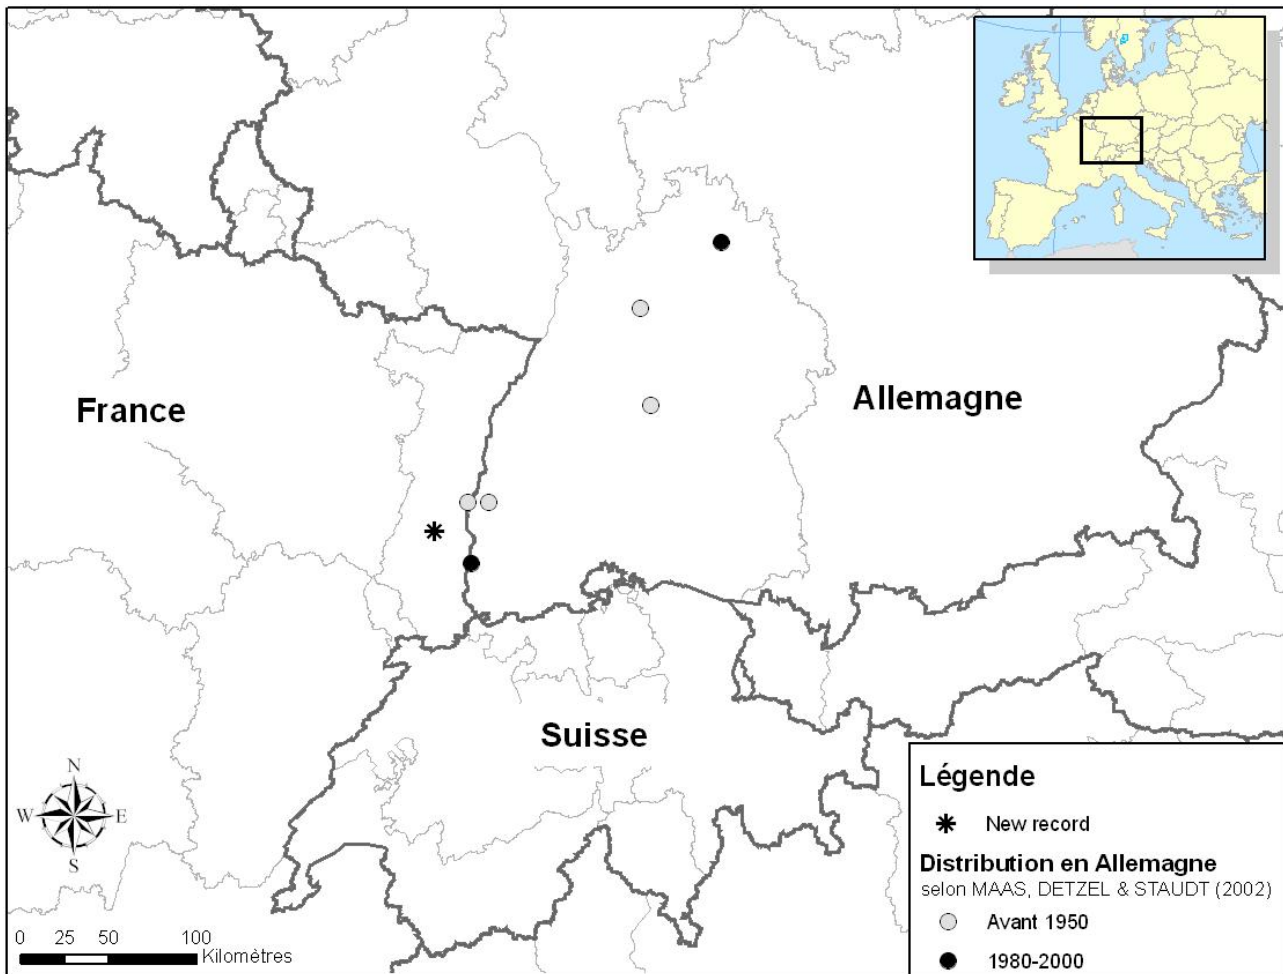 France
Allemagne
Suisse
N
W
E
S
0 25 50 100
Kilomètres
Légende
New record
Distribution en Allemagne
selon MAAS, DETZEL & STAUDT (2002)
Avant 1950
1980-2000